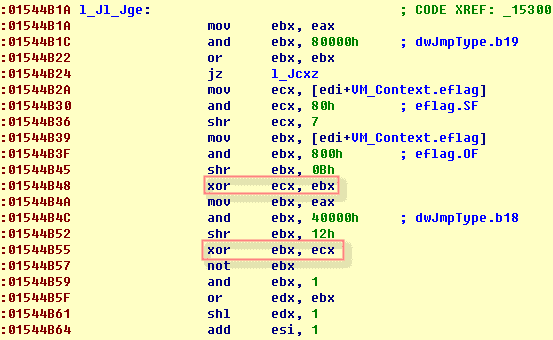 :01544B1A l_Jl_Jge: ; CODE XREF: _15300
:01544B1A mov ebx, eax
:01544B1C and ebx, 80000h ; dwJmpType.b19
:01544B22 or ebx, ebx
:01544B24 jz l_Jcxz
:01544B2A mov ecx, [edi+VM_Context.eflag]
:01544B30 and ecx, 80h ; eflag.SF
:01544B36 shr ecx, 7
:01544B39 mov ebx, [edi+VM_Context.eflag]
:01544B3F and ebx, 800h ; eflag.OF
:01544B45 shr ebx, 0Bh
:01544B48 xor ecx, ebx
:01544B4A mov ebx, eax
:01544B4C and ebx, 40000h ; dwJmpType.b18
:01544B52 shr ebx, 12h
:01544B55 xor ebx, ecx
:01544B57 not ebx
:01544B59 and ebx, 1
:01544B5F or edx, ebx
:01544B61 shl edx, 1
:01544B64 add esi, 1